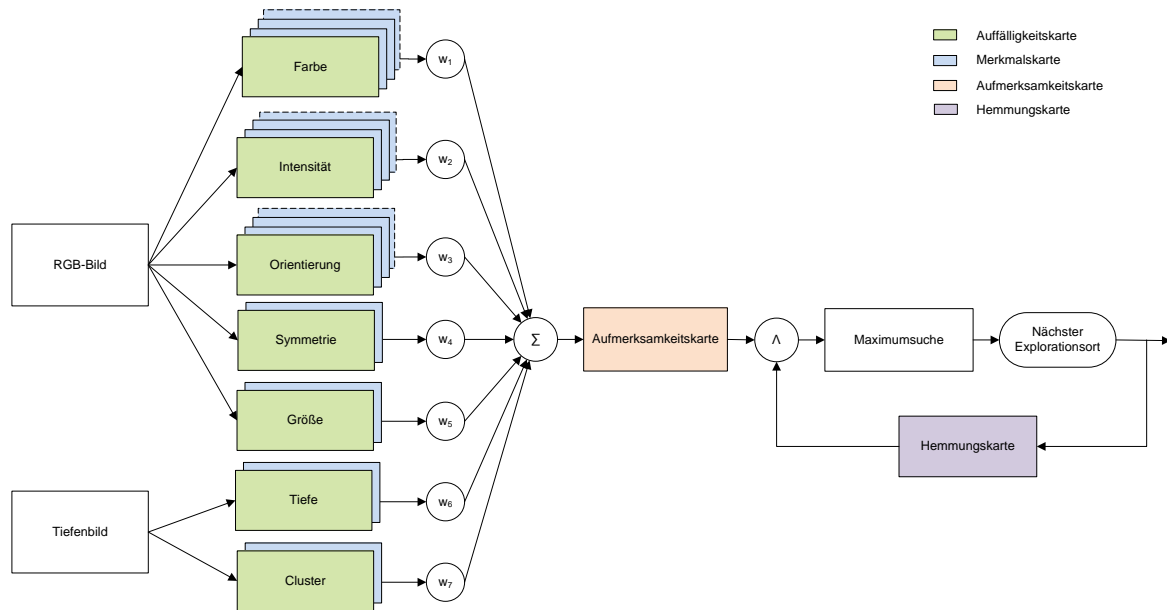 Farbe
w1
Auffälligkeitskarte
Merkmalskarte
Aufmerksamkeitskarte
Hemmungskarte
Intensität
w2
RGB-Bild
Orientierung
w3
Symmetrie
w4
Σ
Aufmerksamkeitskarte
Λ
Maximumsuche
Nächster
Explorationsort
Größe
w5
Hemmungskarte
Tiefenbild
Tiefe
w6
Cluster
w7